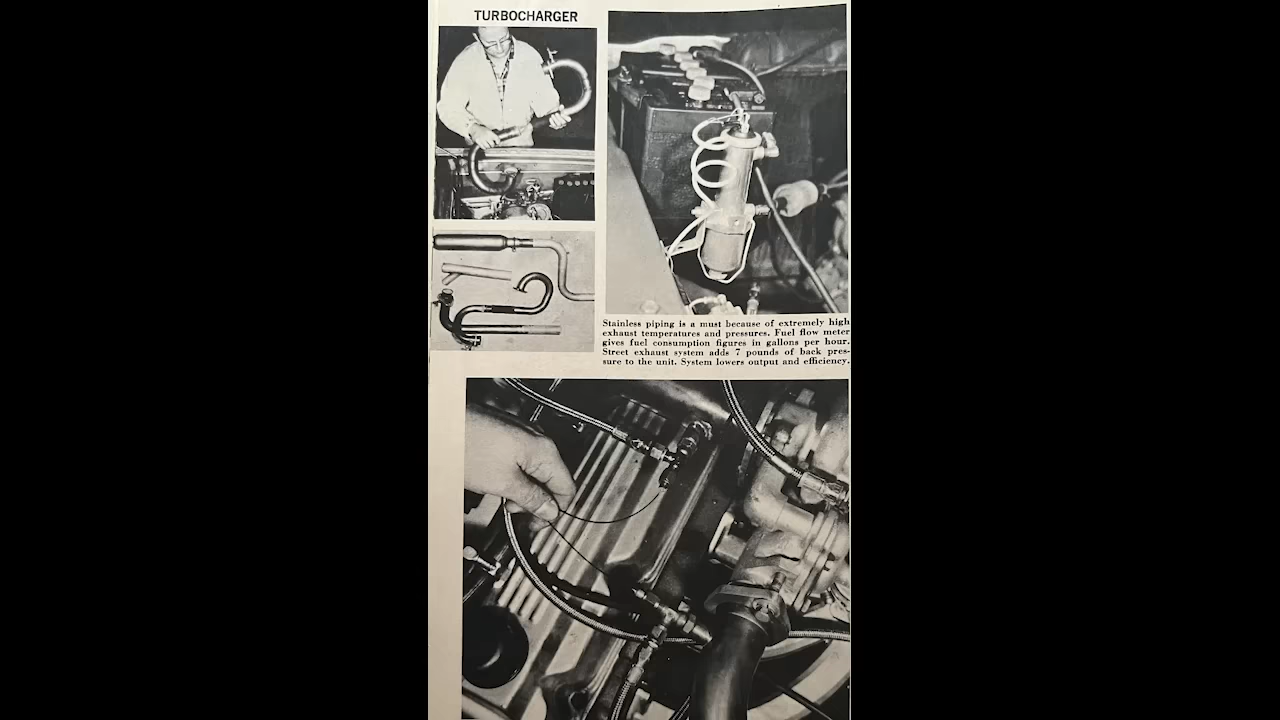 TURBOCHARGER
Stainless piping is a must because of extremely high
exhaust temperatures and pressures. Fuel flow meter
gives fuel consumption figures in gallons per hour.
Street exhaust system adds 7 pounds of back pres-
sure to the unit. System lowers output and efficiency.